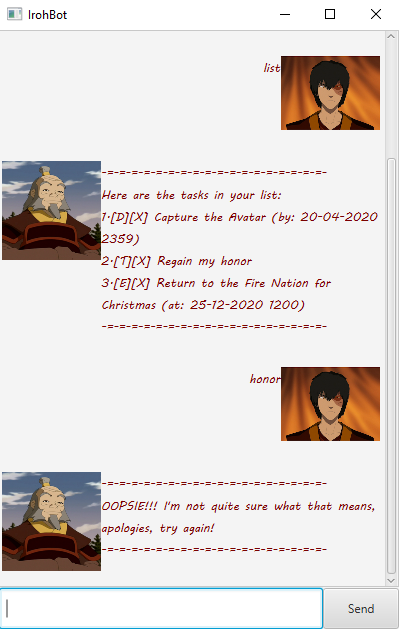 IrohBot
list
-=-=-=-=-=-=-=-=-=-=-=-=-=-=-=-=-=-=-
Here are the tasks in your list:
1.[D][X] Capture the Avatar (by: 20-04-2020
2359)
2.[T][X] Regain my honor
3.[E][X] Return to the Fire Nation for
Christmas (at: 25-12-2020 1200)
-=-=-=-=-=-=-=-=-=-=-=-=-=-=-=-=-=-=-
honor
-=-=-=-=-=-=-=-=-=-=-=-=-=-=-=-=-=-=-
OOPSIE!!! I'm not quite sure what that means,
apologies, try again!
-=-=-=-=-=-=-=-=-=-=-=-=-=-=-=-=-=-=-
Send